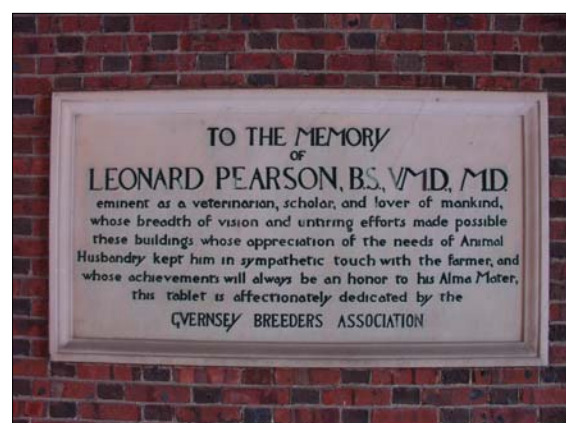 TO THE MEMORY
OF
LEONARD PEARSON, B.S., VMD., M.D.
eminent as a veterinarian, scholar, and lover of mankind,
whose breadth of vision and untiring efforts made possible
these buildings whose appreciation of the needs of Animal
Husbandry kept him in sympathetic touch with the farmer, and
whose achievements will always be an honor to his Alma Mater,
this tablet is affectionately dedicated by the
GVERNSEY BREEDERS ASSOCIATION